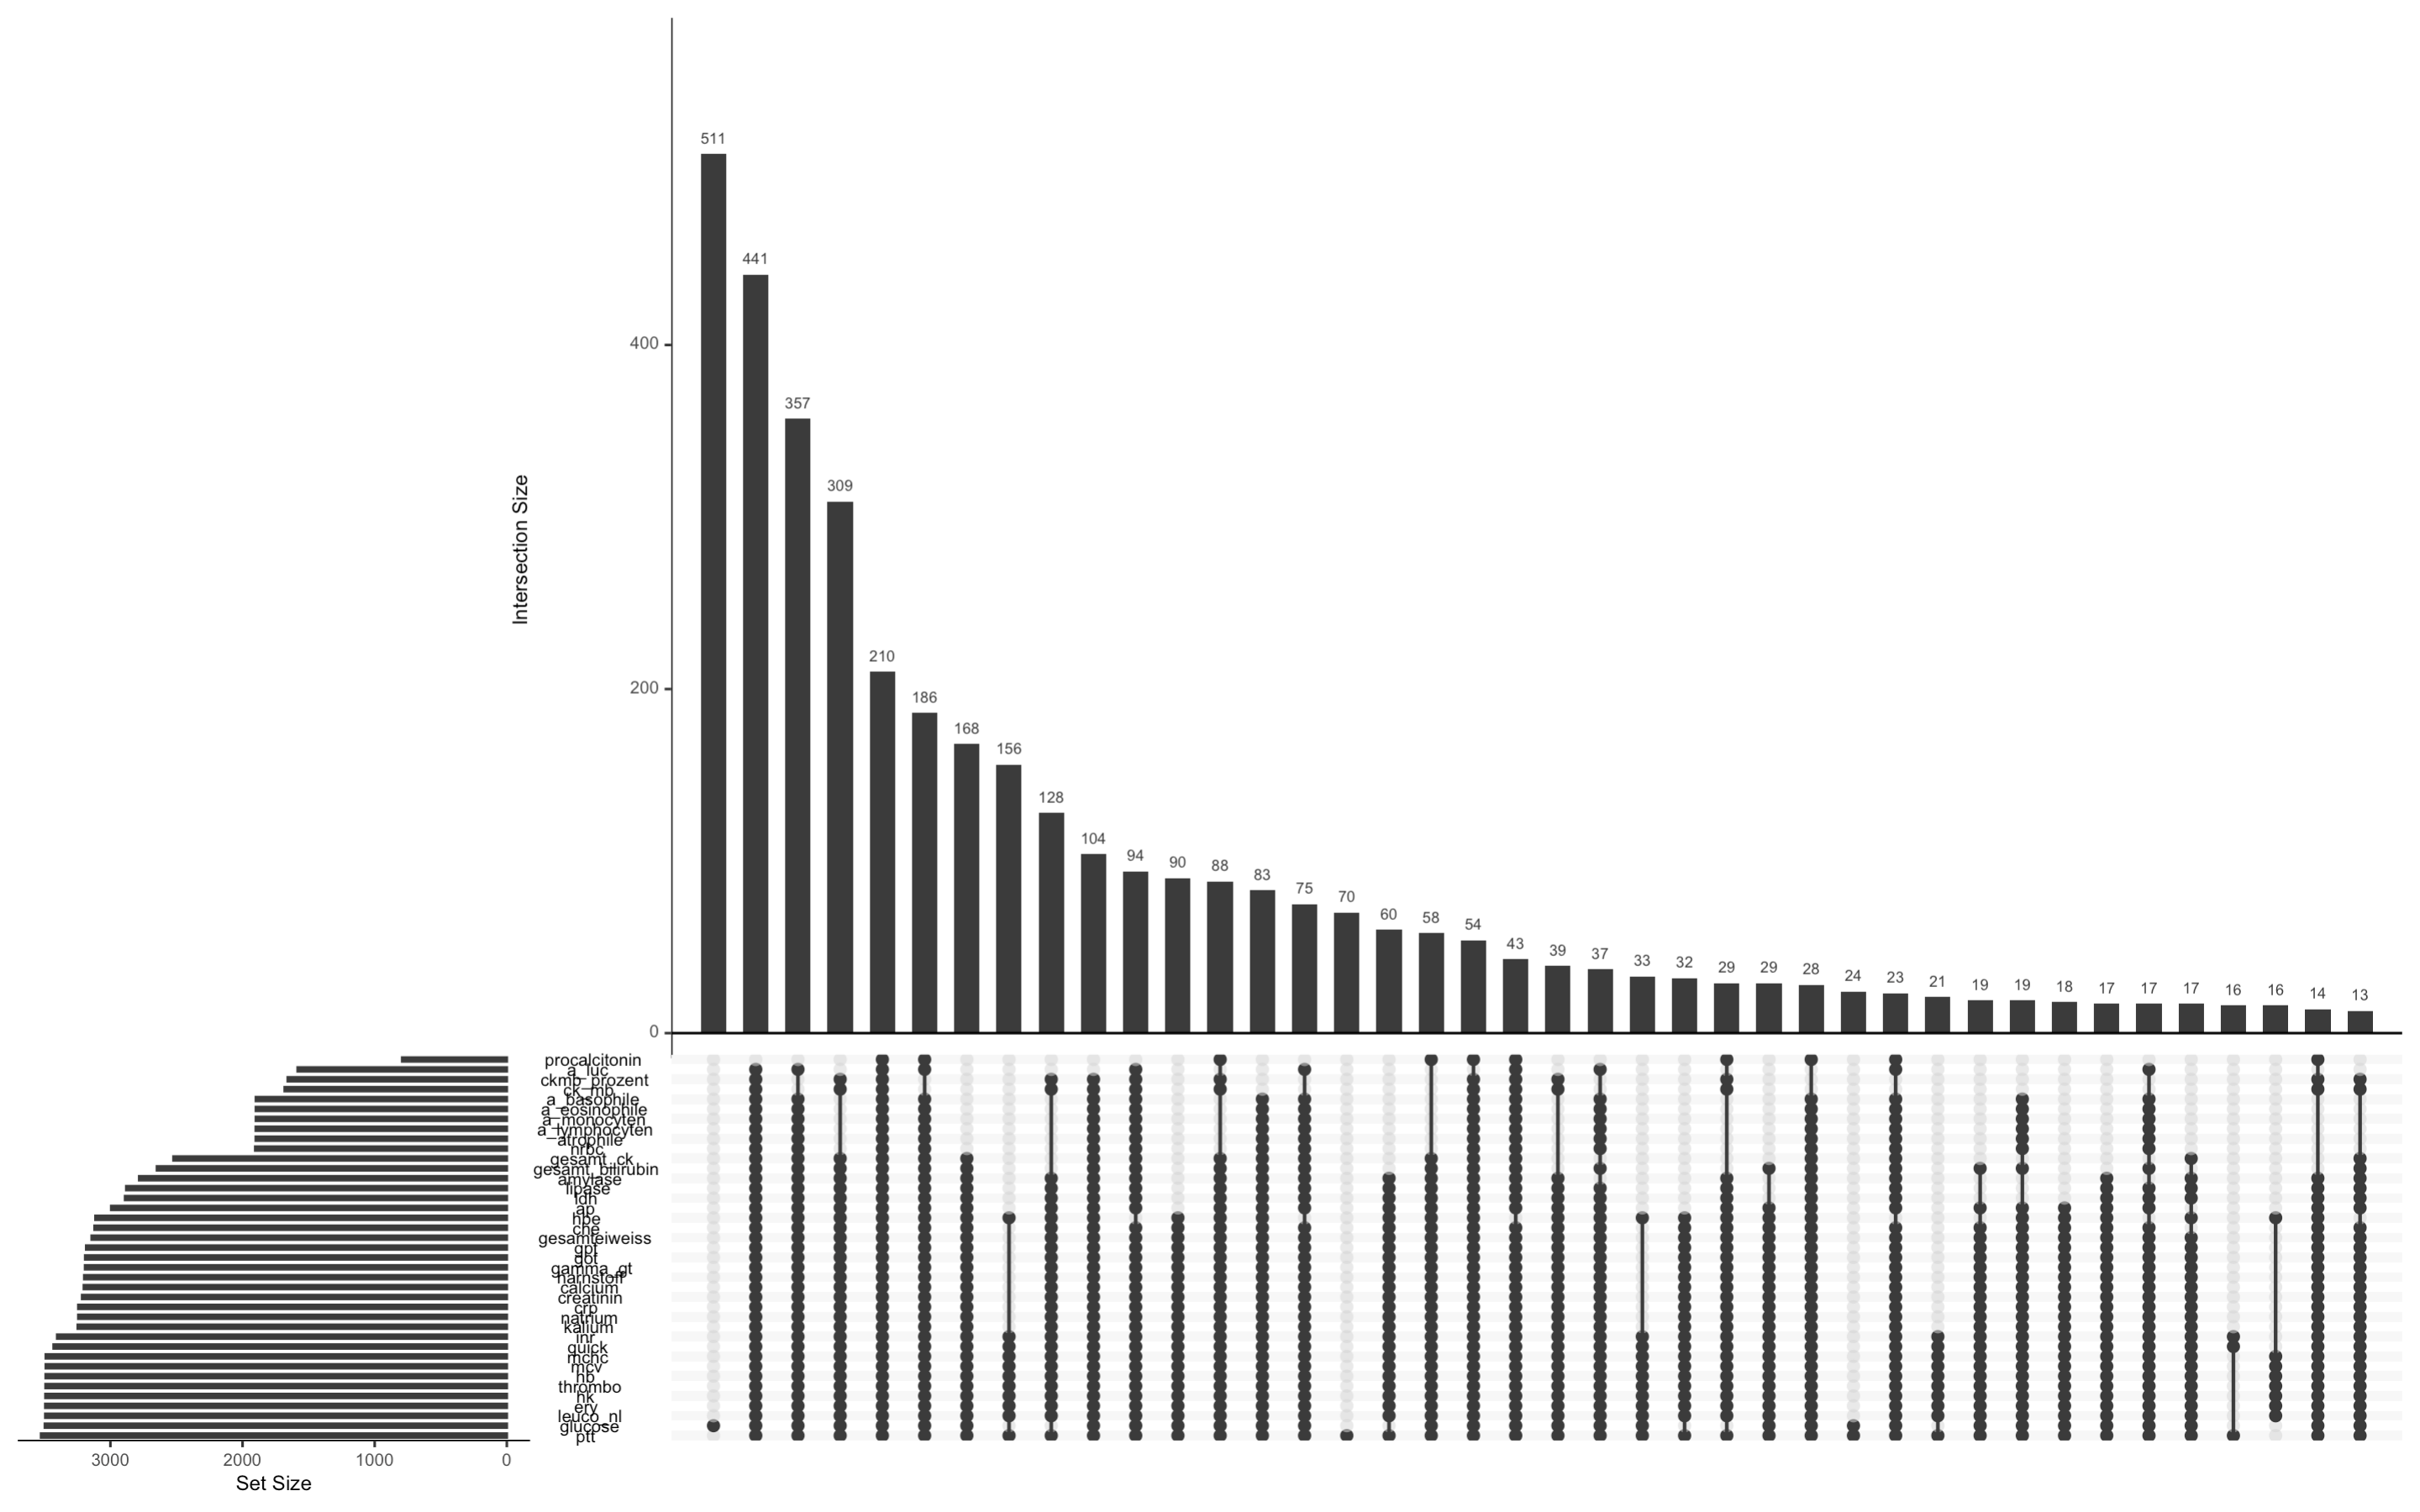 511
441
357
309
210
186
168
156
128
104
94
90
88
83
75
70
60
58
54
43
39
37
33
32
29
29
28
24
23
21
19
19
18
17
17
17
16
16
14
13
400
200
0
Intersection Size
procalcitonin
a_luc
ckmb_prozent
ck_mb
a_basophile
a_eosinophile
a_monocyten
a_lymphocyten
nrbc
gesamt_ck
gesamt_bilirubin
amylase
lipase
ldh
ap
hbe
che
gesamteiweiss
gpt
got
gamma_gt
harnstoff
calcium
creatinin
crp
natrium
kalium
inr
quick
mchc
mcv
hb
thrombo
hk
ery
leuco_nl
glucose
ptt
3000 2000 1000 0
Set Size